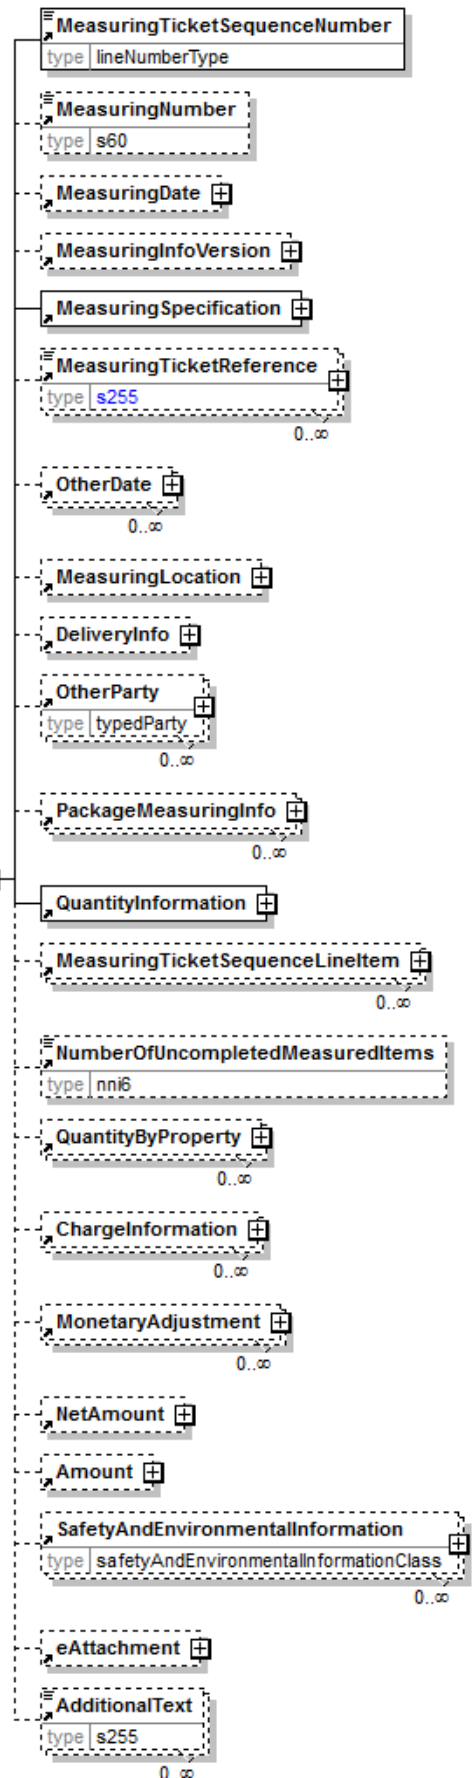 MeasuringTicketSequenceNumber
type lineNumberType
MeasuringNumber
type s60
MeasuringDate
MeasuringInfoVersion
MeasuringSpecification
MeasuringTicketReference
type s255
0..∞
OtherDate
0..∞
MeasuringLocation
DeliveryInfo
OtherParty
type typedParty
0..∞
PackageMeasuringInfo
0..∞
QuantityInformation
MeasuringTicketSequenceLineItem
0..∞
NumberOfUncompletedMeasuredItems
type nni6
QuantityByProperty
0..∞
ChargeInformation
0..∞
MonetaryAdjustment
0..∞
NetAmount
Amount
SafetyAndEnvironmentalInformation
type safetyAndEnvironmentalInformationClass
0..∞
eAttachment
AdditionalText
type s255
0..∞